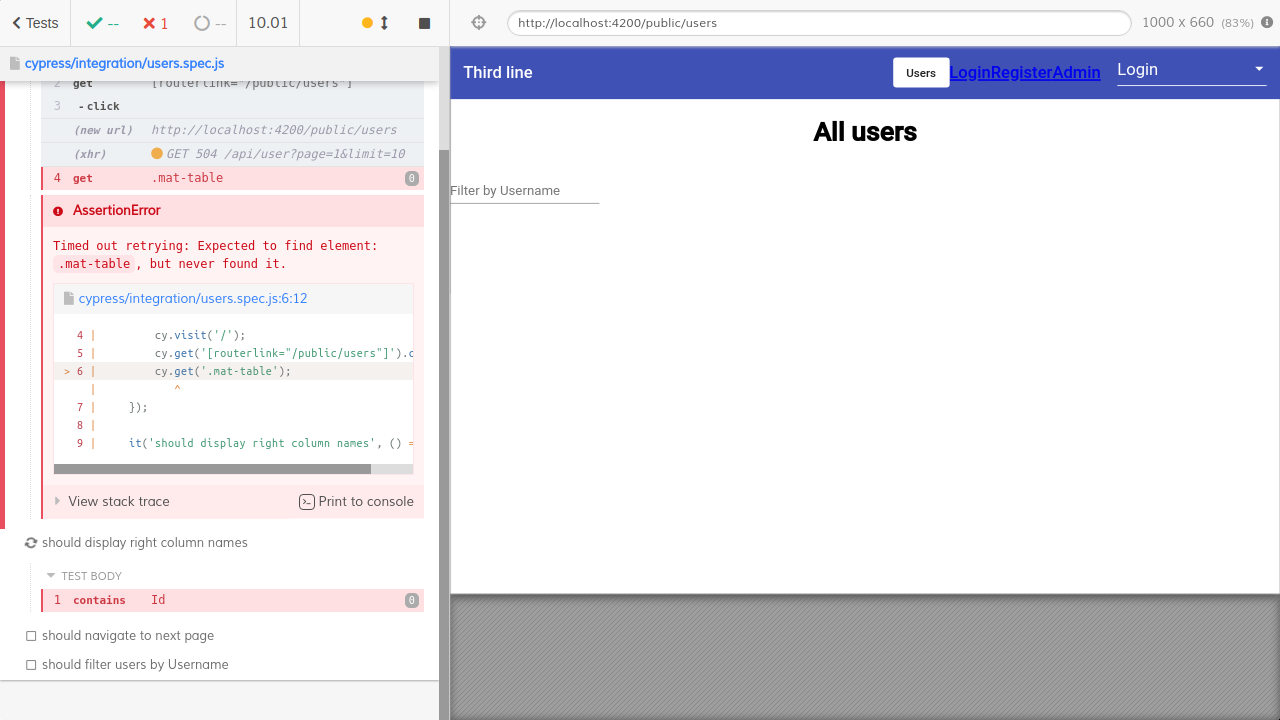 Tests
--
1
--
10.01
cypress/integration/users.spec.js
2 get [routerlink="/public/users"]
3 -click
(new url) http://localhost:4200/public/users
(xhr) GET 504 /api/user?page=1&limit=10
4 get .mat-table 0
AssertionError
Timed out retrying: Expected to find element:
.mat-table, but never found it.
cypress/integration/users.spec.js:6:12
4 | cy.visit('/');
5 | cy.get('[routerlink="/public/users"]').c
> 6 | cy.get('.mat-table');
| ^
7 | });
8 |
9 | it('should display right column names', () =
View stack trace
Print to console
should display right column names
TEST BODY
1 contains Id 0
should navigate to next page
should filter users by Username
http://localhost:4200/public/users
1000 x 660 (83%)
Third line
Users
LoginRegisterAdmin
Login
All users
Filter by Username